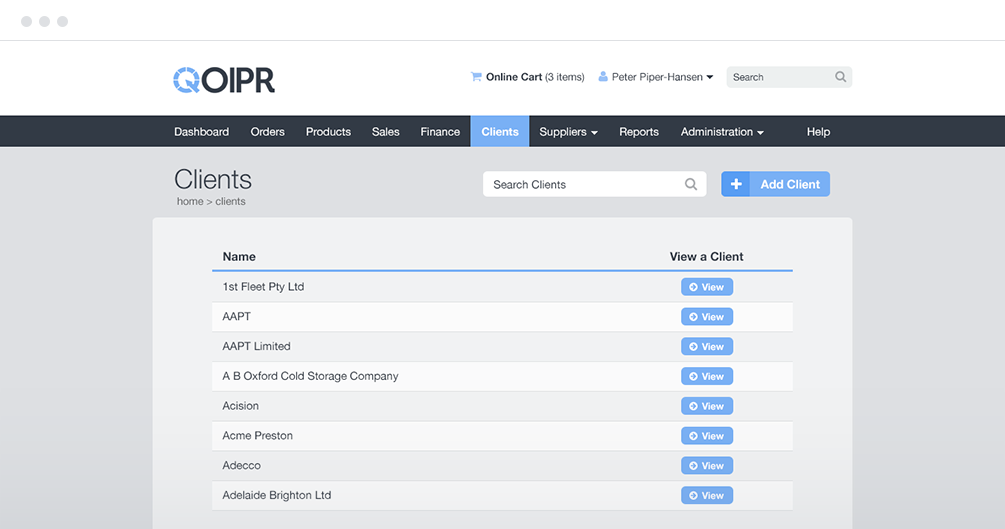 QOIPR
Online Cart (3 items) Peter Piper-Hansen Search
Dashboard Orders Products Sales Finance Clients Suppliers Reports Administration Help
Clients Search Clients Add Client
home > clients
Name View a Client
1st Fleet Pty Ltd View
AAPT View
AAPT Limited View
A B Oxford Cold Storage Company View
Acision View
Acme Preston View
Adecco View
Adelaide Brighton Ltd View